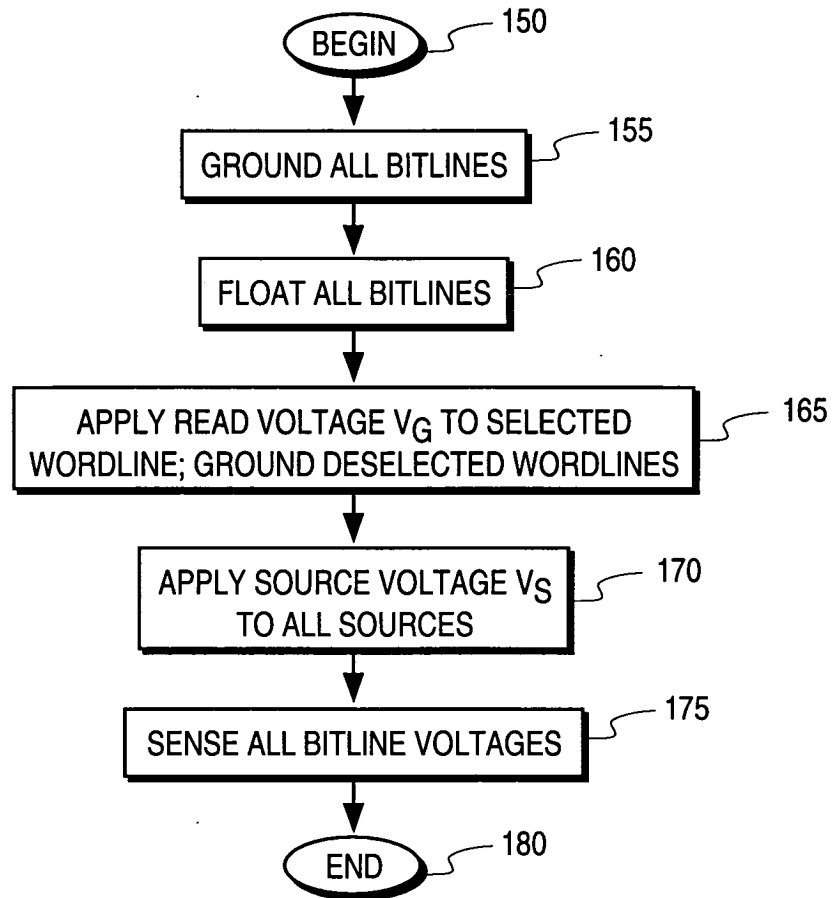 BEGIN
150
GROUND ALL BITLINES
155
FLOAT ALL BITLINES
160
APPLY READ VOLTAGE VG TO SELECTED
WORDLINE; GROUND DESELECTED WORDLINES
165
APPLY SOURCE VOLTAGE VS
TO ALL SOURCES
170
SENSE ALL BITLINE VOLTAGES
175
END
180